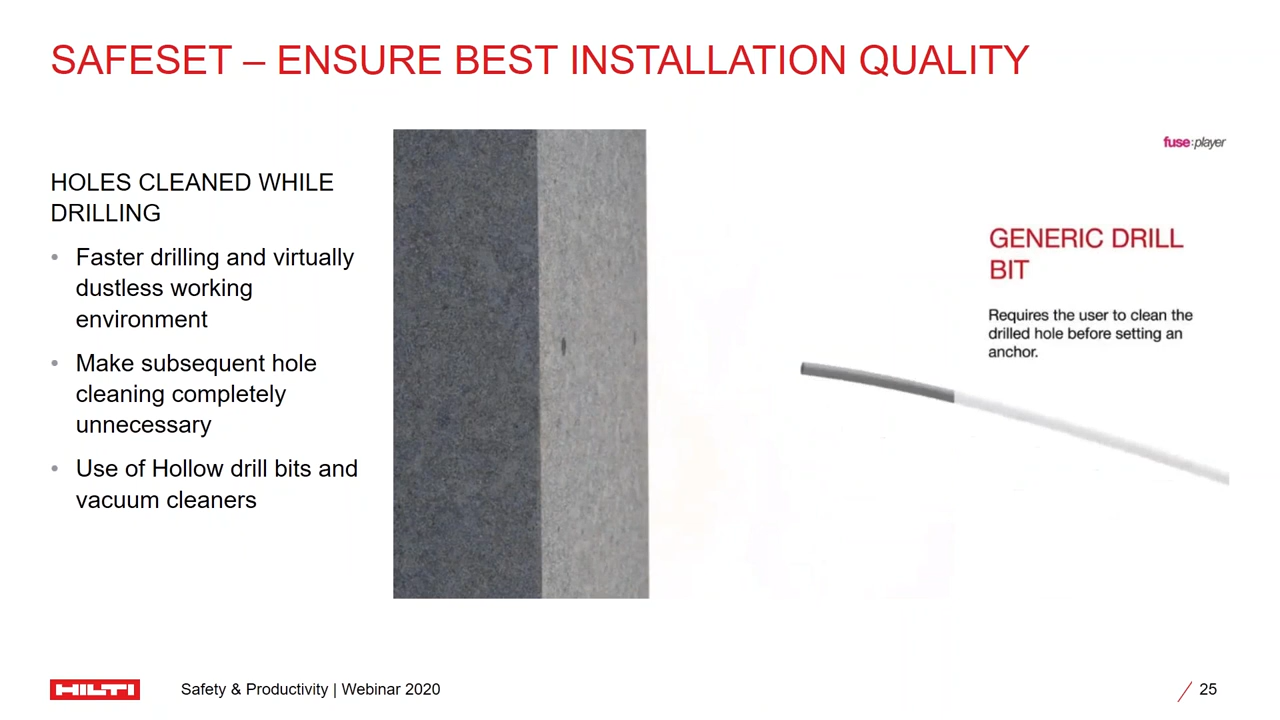 SAFESET – ENSURE BEST INSTALLATION QUALITY
HOLES CLEANED WHILE
DRILLING
• Faster drilling and virtually
dustless working
environment
• Make subsequent hole
cleaning completely
unnecessary
• Use of Hollow drill bits and
vacuum cleaners
fuse:player
GENERIC DRILL
BIT
Requires the user to clean the
drilled hole before setting an
anchor.
HILTI
Safety & Productivity | Webinar 2020
25